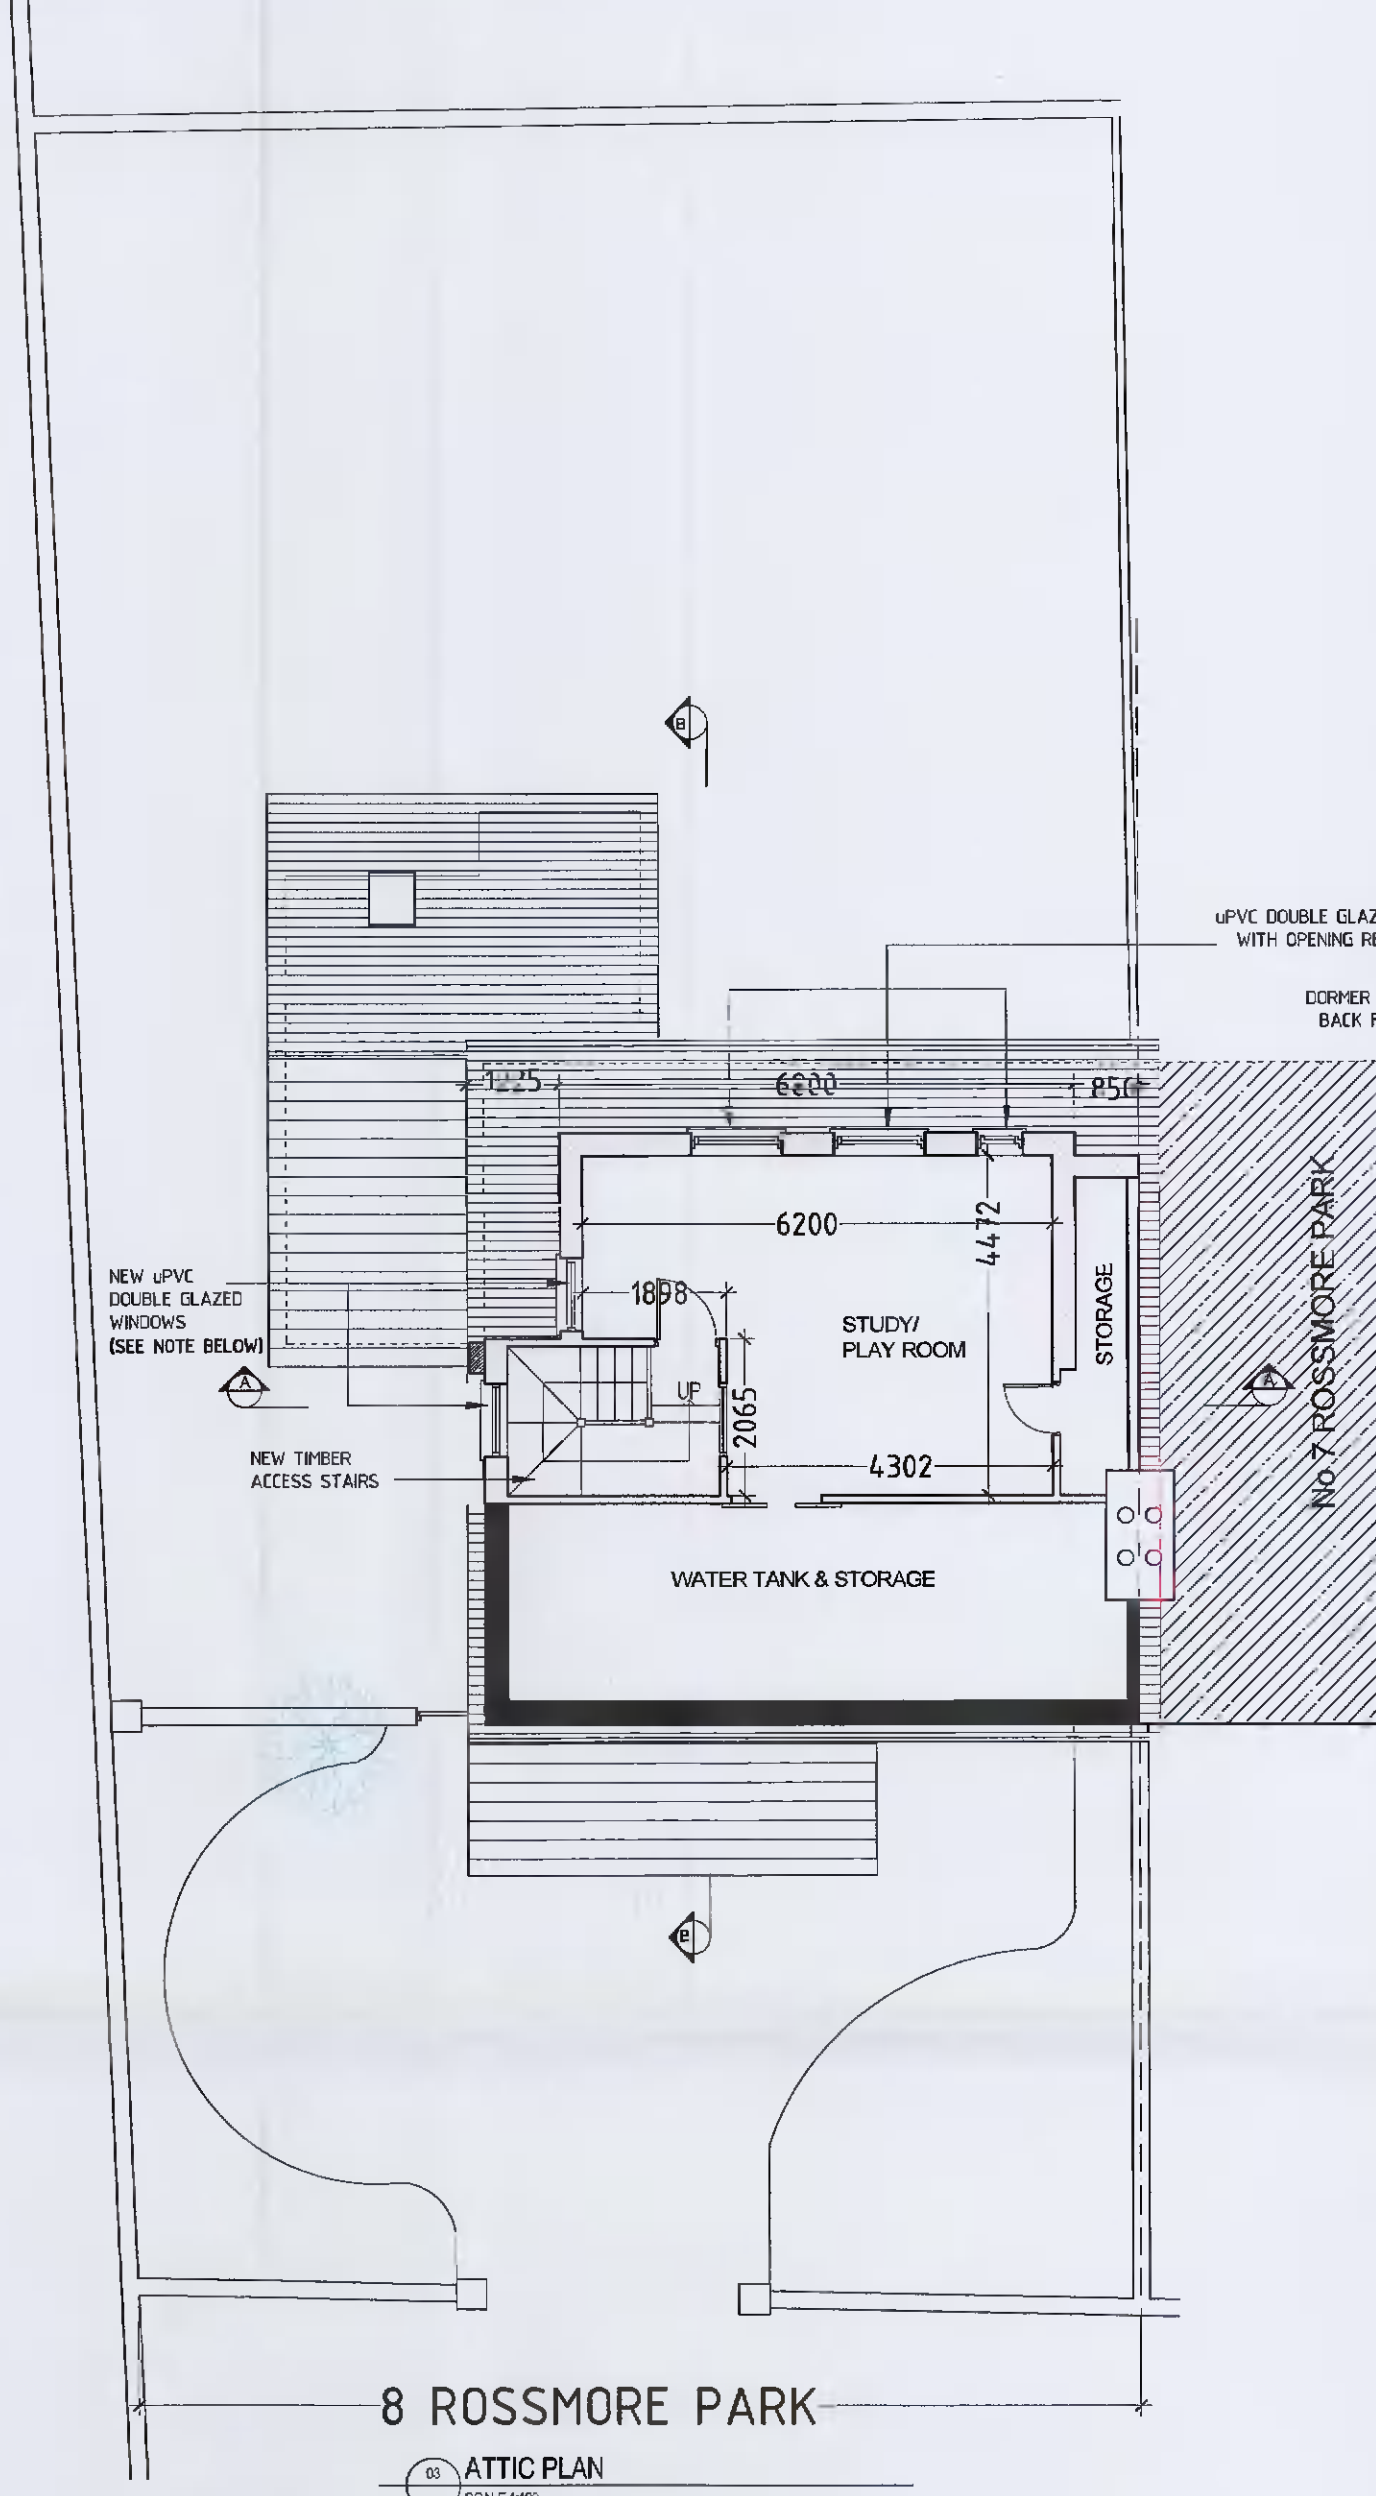 B
uPVC DOUBLE GLAZ
WITH OPENING RE
DORMER
BACK F
1225
6800
850
6200
4472
1898
NEW uPVC
DOUBLE GLAZED
WINDOWS
(SEE NOTE BELOW)
STUDY/
PLAY ROOM
STORAGE
No 7 ROSSMORE PARK
A
A
UP
2065
NEW TIMBER
ACCESS STAIRS
4302
WATER TANK & STORAGE
B
8 ROSSMORE PARK
03
ATTIC PLAN